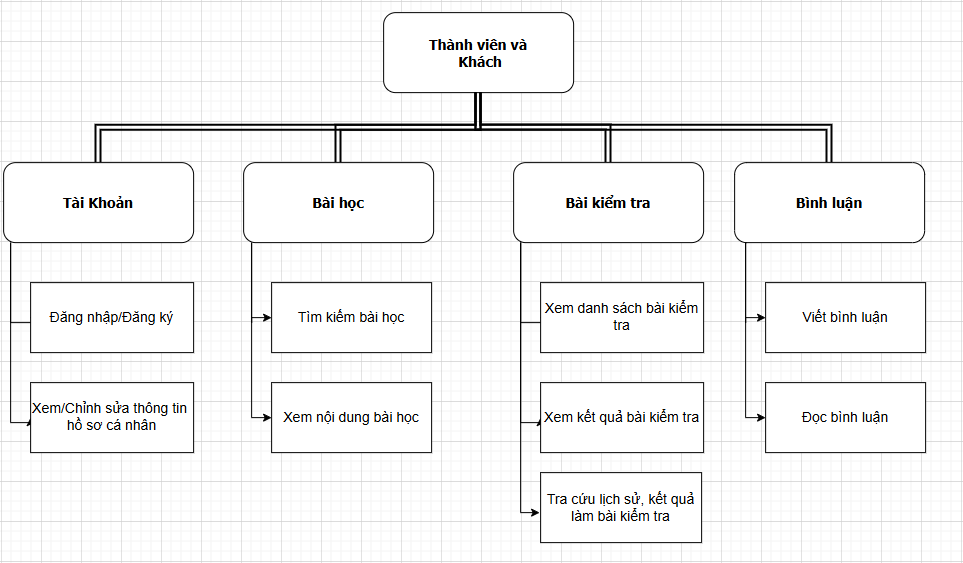 Thành viên và
Khách
Tài Khoản
Bài học
Bài kiểm tra
Bình luận
Đăng nhập/Đăng ký
Tìm kiếm bài học
Xem danh sách bài kiểm
tra
Viết bình luận
Xem/Chỉnh sửa thông tin
hồ sơ cá nhân
Xem nội dung bài học
Xem kết quả bài kiểm tra
Đọc bình luận
Tra cứu lịch sử, kết quả
làm bài kiểm tra